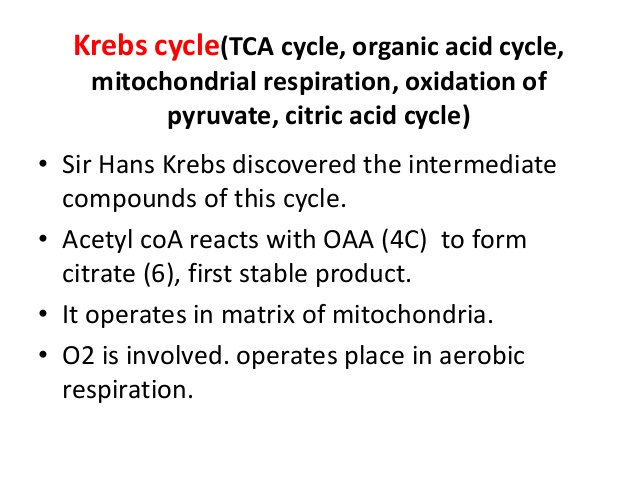 Krebs cycle(TCA cycle, organic acid cycle,
mitochondrial respiration, oxidation of
pyruvate, citric acid cycle)
• Sir Hans Krebs discovered the intermediate
compounds of this cycle.
• Acetyl coA reacts with OAA (4C)  to form
citrate (6), first stable product.
• It operates in matrix of mitochondria.
• O2 is involved. operates place in aerobic
respiration.